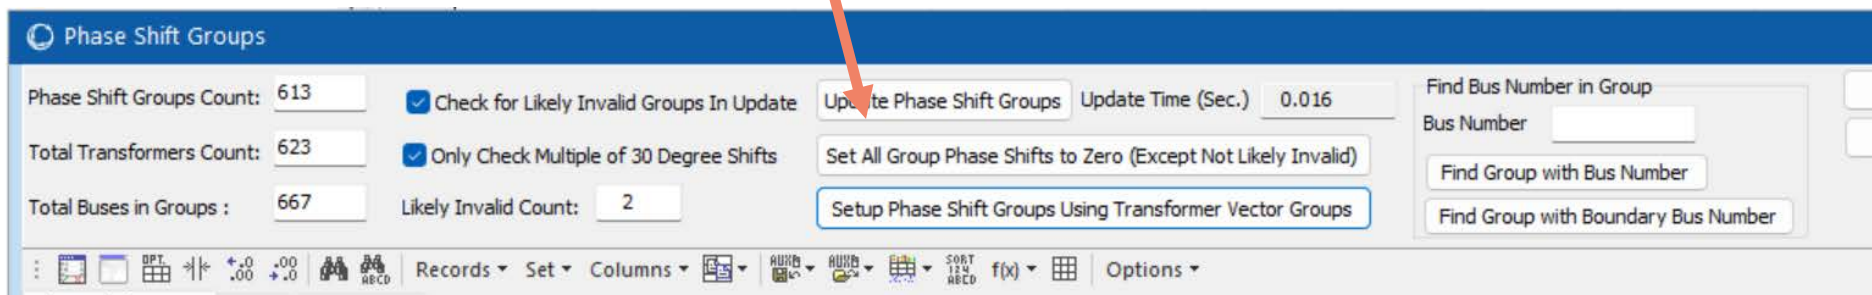 Phase Shift Groups
Phase Shift Groups Count: 613
Check for Likely Invalid Groups In Update
Update Phase Shift Groups
Update Time (Sec.) 0.016
Find Bus Number in Group
Bus Number
Total Transformers Count: 623
Only Check Multiple of 30 Degree Shifts
Set All Group Phase Shifts to Zero (Except Not Likely Invalid)
Find Group with Bus Number
Total Buses in Groups : 667
Likely Invalid Count: 2
Setup Phase Shift Groups Using Transformer Vector Groups
Find Group with Boundary Bus Number
Records Set Columns f(x) Options